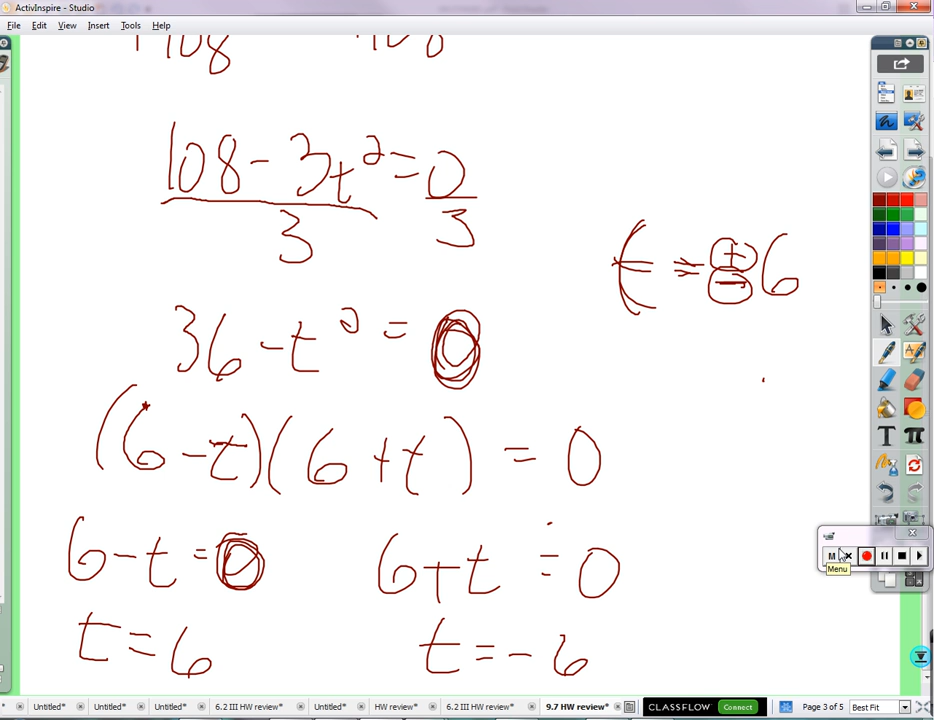 ActivInspire - Studio
File Edit View Insert Tools Help
108 - 3t² = 0
3 3
t = ± 6
36 - t² = 0
(6 - t)(6 + t) = 0
6 - t = 0 6 + t = 0
t = 6 t = - 6
M
Menu
Untitled* Untitled* Untitled* 6.2 III HW review* Untitled* HW review* 6.2 III HW review* Untitled* 9.7 HW review* CLASSFLOW Connect Page 3 of 5 Best Fit